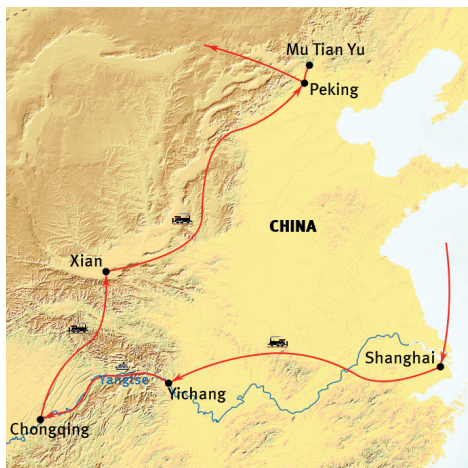 Mu Tian Yu
Peking
CHINA
Xian
Shanghai
Yangtse
Yichang
Chongqing